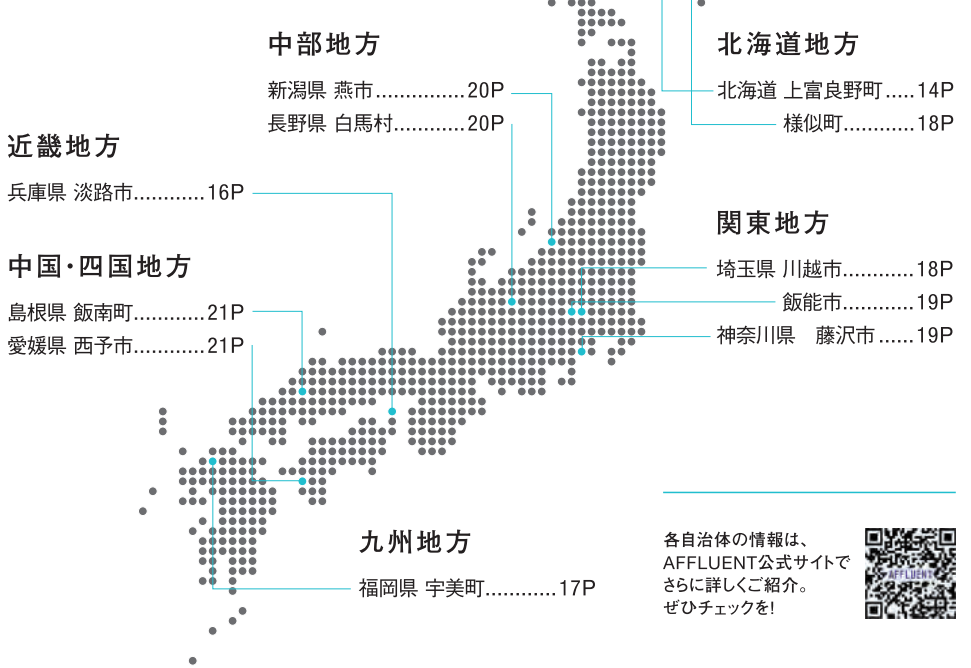 中部地方
新潟県 燕市...............20P
長野県 白馬村............20P
近畿地方
兵庫県 淡路市............16P
中国・四国地方
島根県 飯南町............21P
愛媛県 西予市............21P
北海道地方
北海道 上富良野町.....14P
様似町............18P
関東地方
埼玉県 川越市............18P
飯能市............19P
神奈川県　藤沢市......19P
九州地方
福岡県 宇美町............17P
各自治体の情報は、
AFFLUENT公式サイトで
さらに詳しくご紹介。
ぜひチェックを!
AFFLUENT